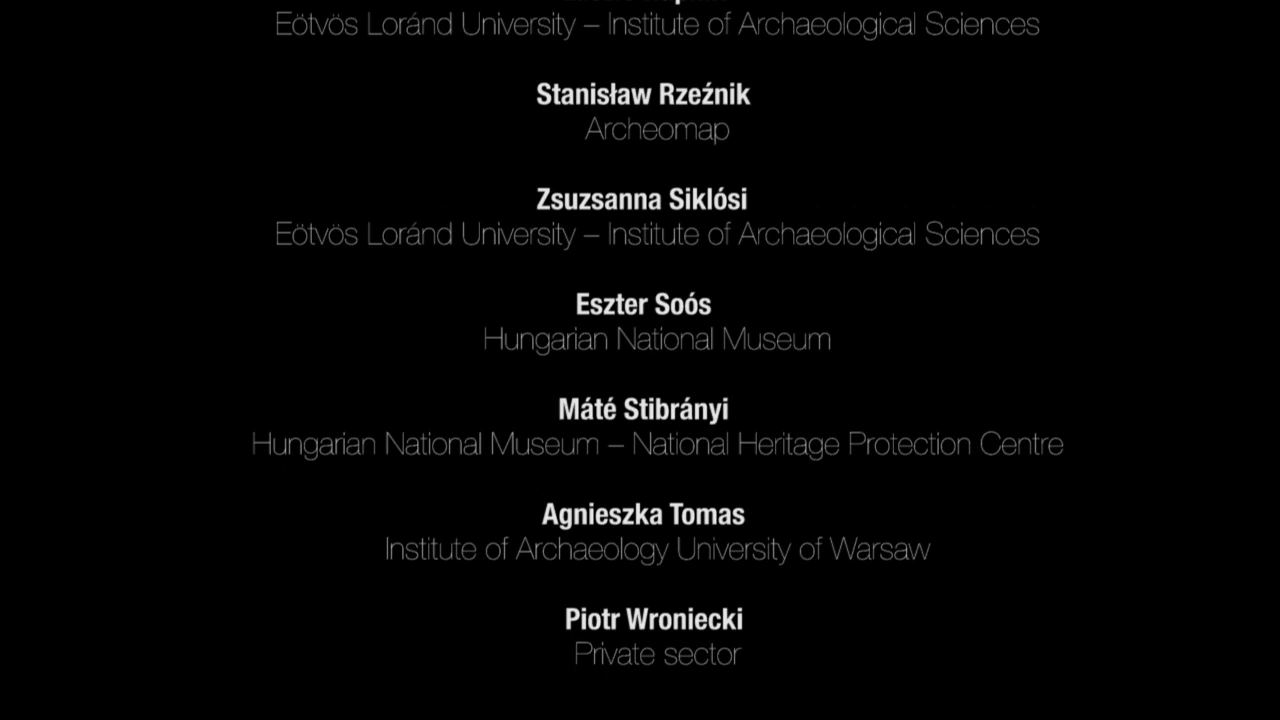 Eötvös Loránd University – Institute of Archaeological Sciences
Stanisław Rzeźnik
Archeomap
Zsuzsanna Siklósi
Eötvös Loránd University – Institute of Archaeological Sciences
Eszter Soós
Hungarian National Museum
Máté Stibrányi
Hungarian National Museum – National Heritage Protection Centre
Agnieszka Tomas
Institute of Archaeology University of Warsaw
Piotr Wroniecki
Private sector